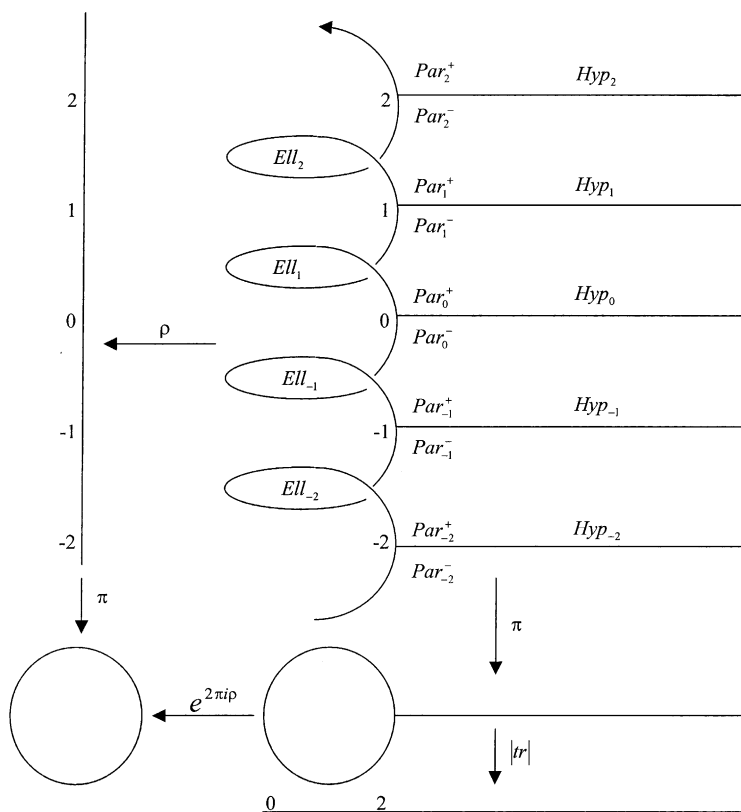 Par₂⁺ Hyp₂
2 2
Par₂⁻
Ell₂
Par₁⁺ Hyp₁
1 1
Par₁⁻
Ell₁
Par₀⁺ Hyp₀
0 0
ρ
Par₀⁻
Ell₋₁
Par₋₁⁺ Hyp₋₁
-1 -1
Par₋₁⁻
Ell₋₂
Par₋₂⁺ Hyp₋₂
-2 -2
Par₋₂⁻
π
π
e^{2πiρ}
|tr|
0 2